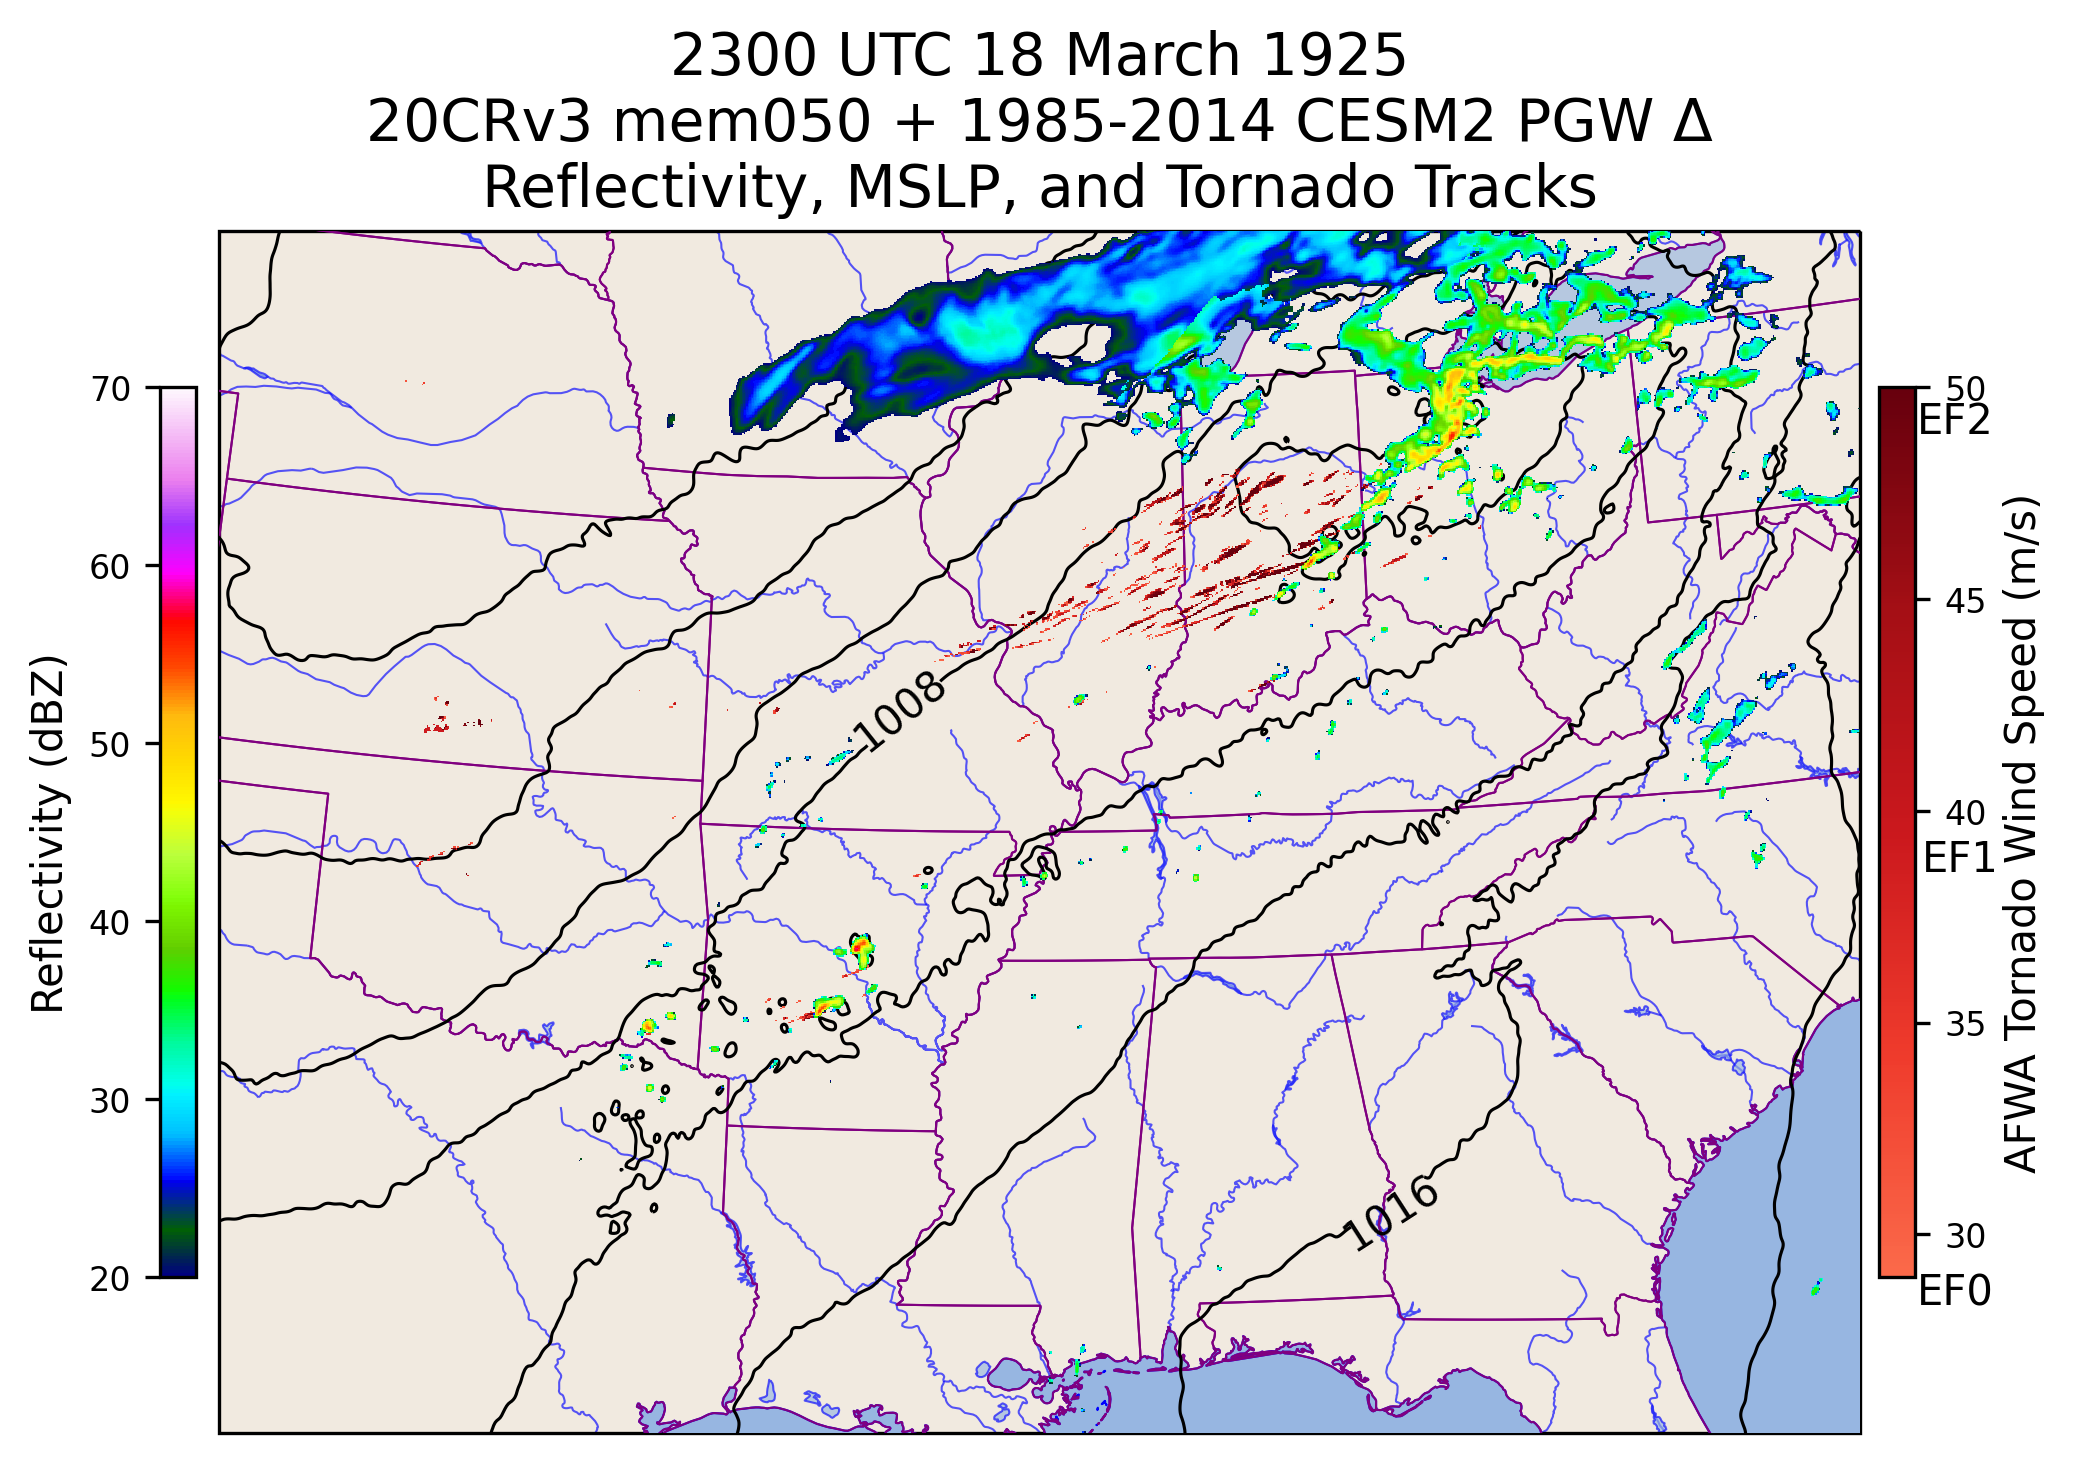 2300 UTC 18 March 1925
20CRv3 mem050 + 1985-2014 CESM2 PGW Δ
Reflectivity, MSLP, and Tornado Tracks
Reflectivity (dBZ)
70
60
50
40
30
20
1008
1016
50
EF2
45
40
EF1
35
30
EF0
AFWA Tornado Wind Speed (m/s)